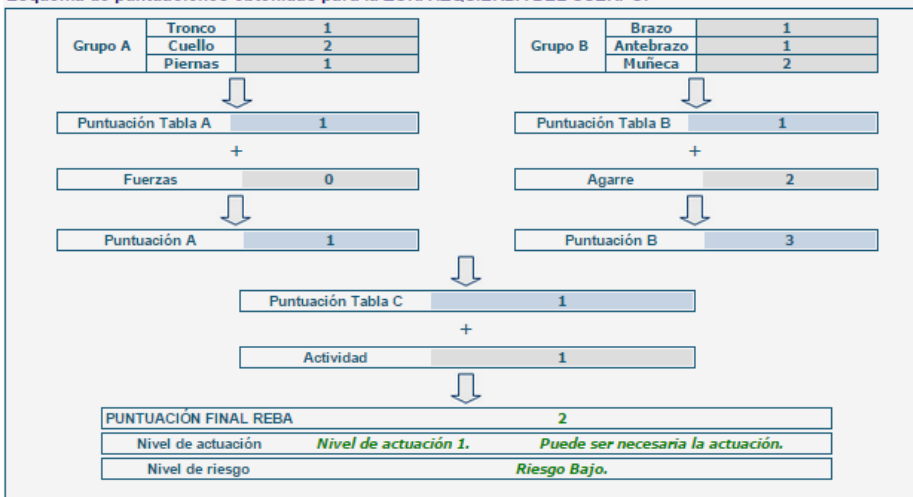 Grupo A
Tronco 1
Cuello 2
Piernas 1
Grupo B
Brazo 1
Antebrazo 1
Muñeca 2
Puntuación Tabla A 1
Puntuación Tabla B 1
+ +
Fuerzas 0
Agarre 2
Puntuación A 1
Puntuación B 3
Puntuación Tabla C 1
+
Actividad 1
PUNTUACIÓN FINAL REBA 2
Nivel de actuación Nivel de actuación 1. Puede ser necesaria la actuación.
Nivel de riesgo Riesgo Bajo.